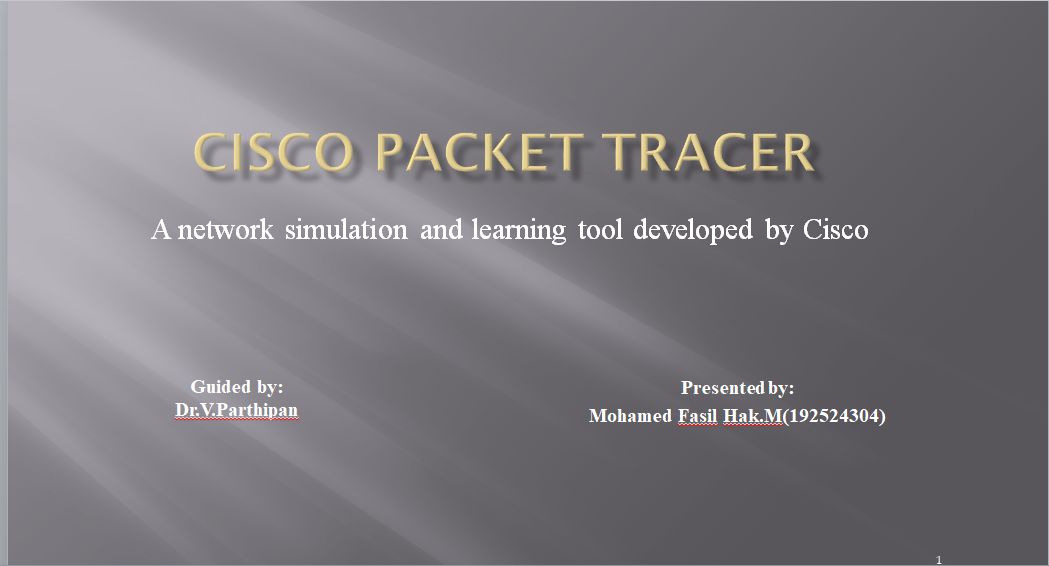 CISCO PACKET TRACER
A network simulation and learning tool developed by Cisco
Guided by:
Dr.V.Parthipan
Presented by:
Mohamed Fasil Hak.M(192524304)
1